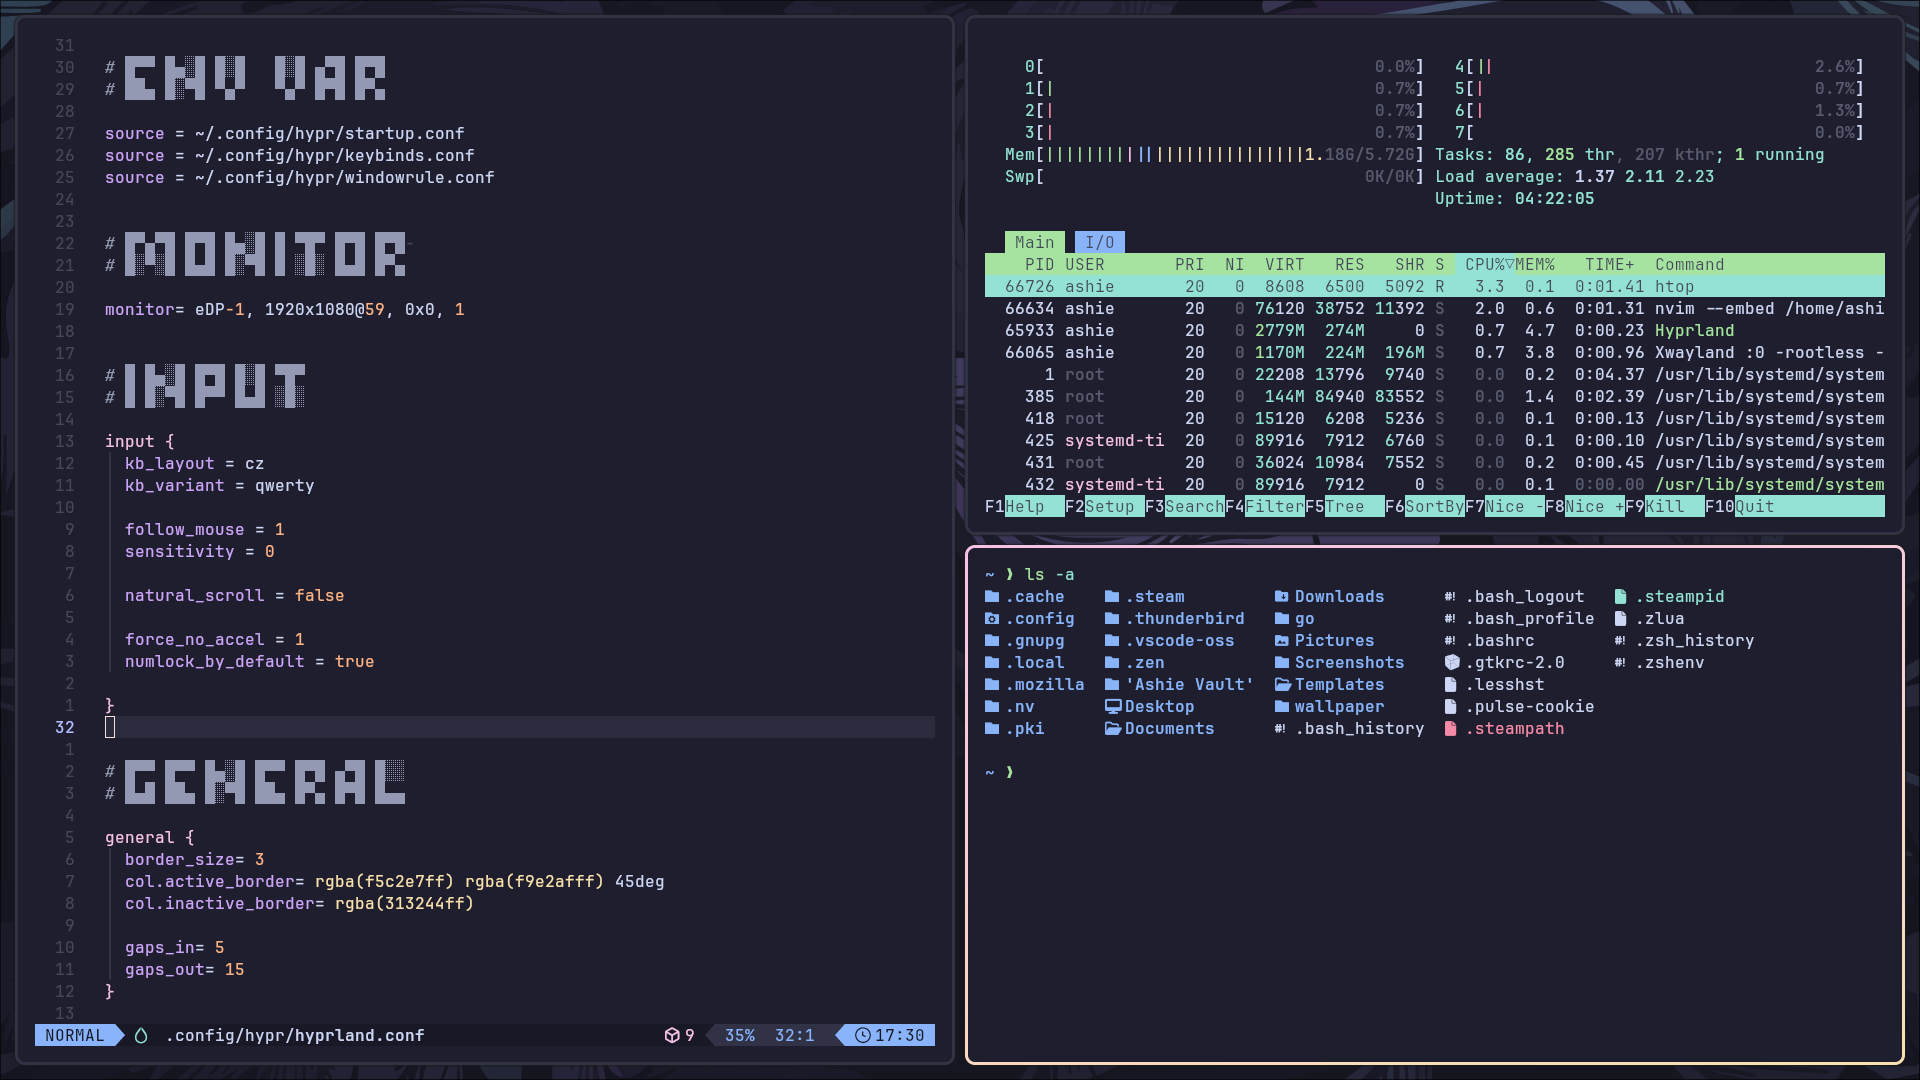 31
30 # ENV VAR
29 #
28
27 source = ~/.config/hypr/startup.conf
26 source = ~/.config/hypr/keybinds.conf
25 source = ~/.config/hypr/windowrule.conf
24
23
22 # MONITOR -
21 #
20
19 monitor= eDP-1, 1920x1080@59, 0x0, 1
18
17
16 # INPUT
15 #
14
13 input {
12 kb_layout = cz
11 kb_variant = qwerty
10
9 follow_mouse = 1
8 sensitivity = 0
7
6 natural_scroll = false
5
4 force_no_accel = 1
3 numlock_by_default = true
2
1 }
32
1
2 # GENERAL
3 #
4
5 general {
6 border_size= 3
7 col.active_border= rgba(f5c2e7ff) rgba(f9e2afff) 45deg
8 col.inactive_border= rgba(313244ff)
9
10 gaps_in= 5
11 gaps_out= 15
12 }
13
NORMAL .config/hypr/hyprland.conf 9 35% 32:1 17:30
0[ 0.0%] 4[|| 2.6%]
1[| 0.7%] 5[| 0.7%]
2[| 0.7%] 6[| 1.3%]
3[| 0.7%] 7[ 0.0%]
Mem[||||||||||||||||||||||||||1.18G/5.72G] Tasks: 86, 285 thr, 207 kthr; 1 running
Swp[ 0K/0K] Load average: 1.37 2.11 2.23
Uptime: 04:22:05
Main I/O
PID USER PRI NI VIRT RES SHR S CPU%▽MEM% TIME+ Command
66726 ashie 20 0 8608 6500 5092 R 3.3 0.1 0:01.41 htop
66634 ashie 20 0 76120 38752 11392 S 2.0 0.6 0:01.31 nvim --embed /home/ashi
65933 ashie 20 0 2779M 274M 0 S 0.7 4.7 0:00.23 Hyprland
66065 ashie 20 0 1170M 224M 196M S 0.7 3.8 0:00.96 Xwayland :0 -rootless -
1 root 20 0 22208 13796 9740 S 0.0 0.2 0:04.37 /usr/lib/systemd/system
385 root 20 0 144M 84940 83552 S 0.0 1.4 0:02.39 /usr/lib/systemd/system
418 root 20 0 15120 6208 5236 S 0.0 0.1 0:00.13 /usr/lib/systemd/system
425 systemd-ti 20 0 89916 7912 6760 S 0.0 0.1 0:00.10 /usr/lib/systemd/system
431 root 20 0 36024 10984 7552 S 0.0 0.2 0:00.45 /usr/lib/systemd/system
432 systemd-ti 20 0 89916 7912 0 S 0.0 0.1 0:00.00 /usr/lib/systemd/system
F1Help F2Setup F3SearchF4FilterF5Tree F6SortByF7Nice -F8Nice +F9Kill F10Quit
~ ❱ ls -a
.cache .steam Downloads .bash_logout .steampid
.config .thunderbird go .bash_profile .zlua
.gnupg .vscode-oss Pictures .bashrc .zsh_history
.local .zen Screenshots .gtkrc-2.0 .zshenv
.mozilla 'Ashie Vault' Templates .lesshst
.nv Desktop wallpaper .pulse-cookie
.pki Documents .bash_history .steampath
~ ❱